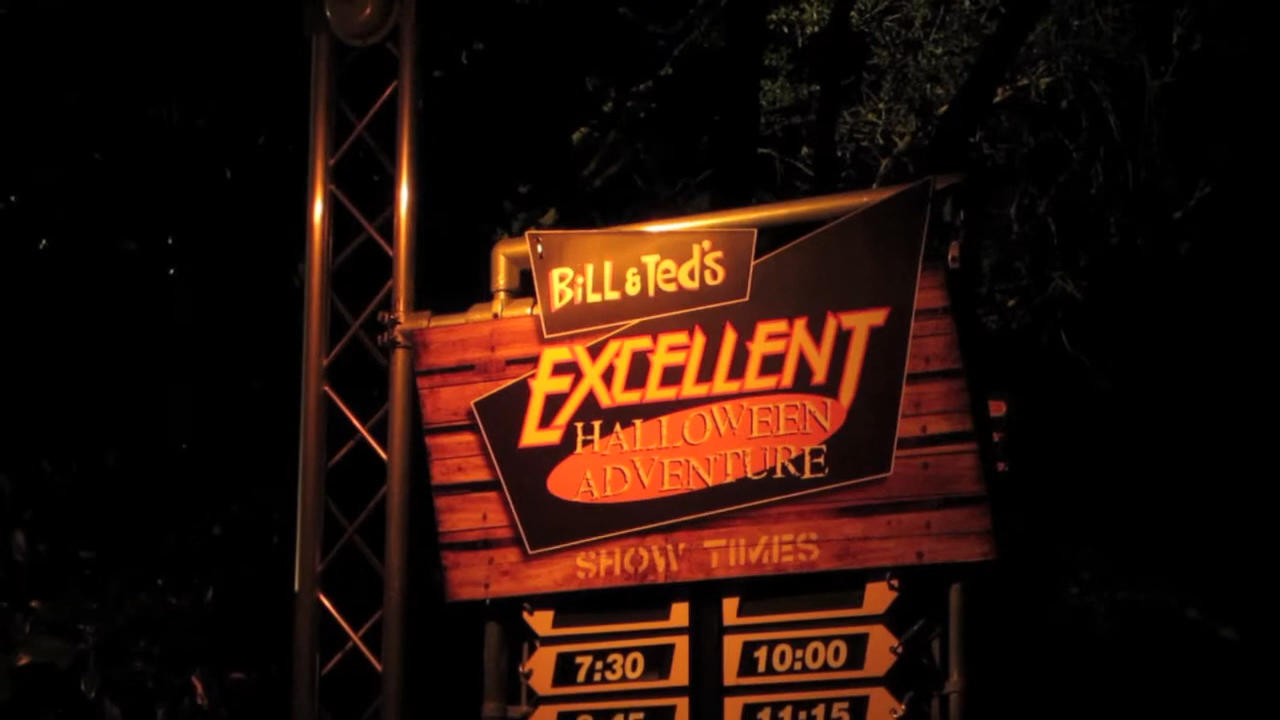 BiLL & Ted's
EXCELLENT
HALLOWEEN
ADVENTURE
SHOW TIMES
7:30 10:00
11:15